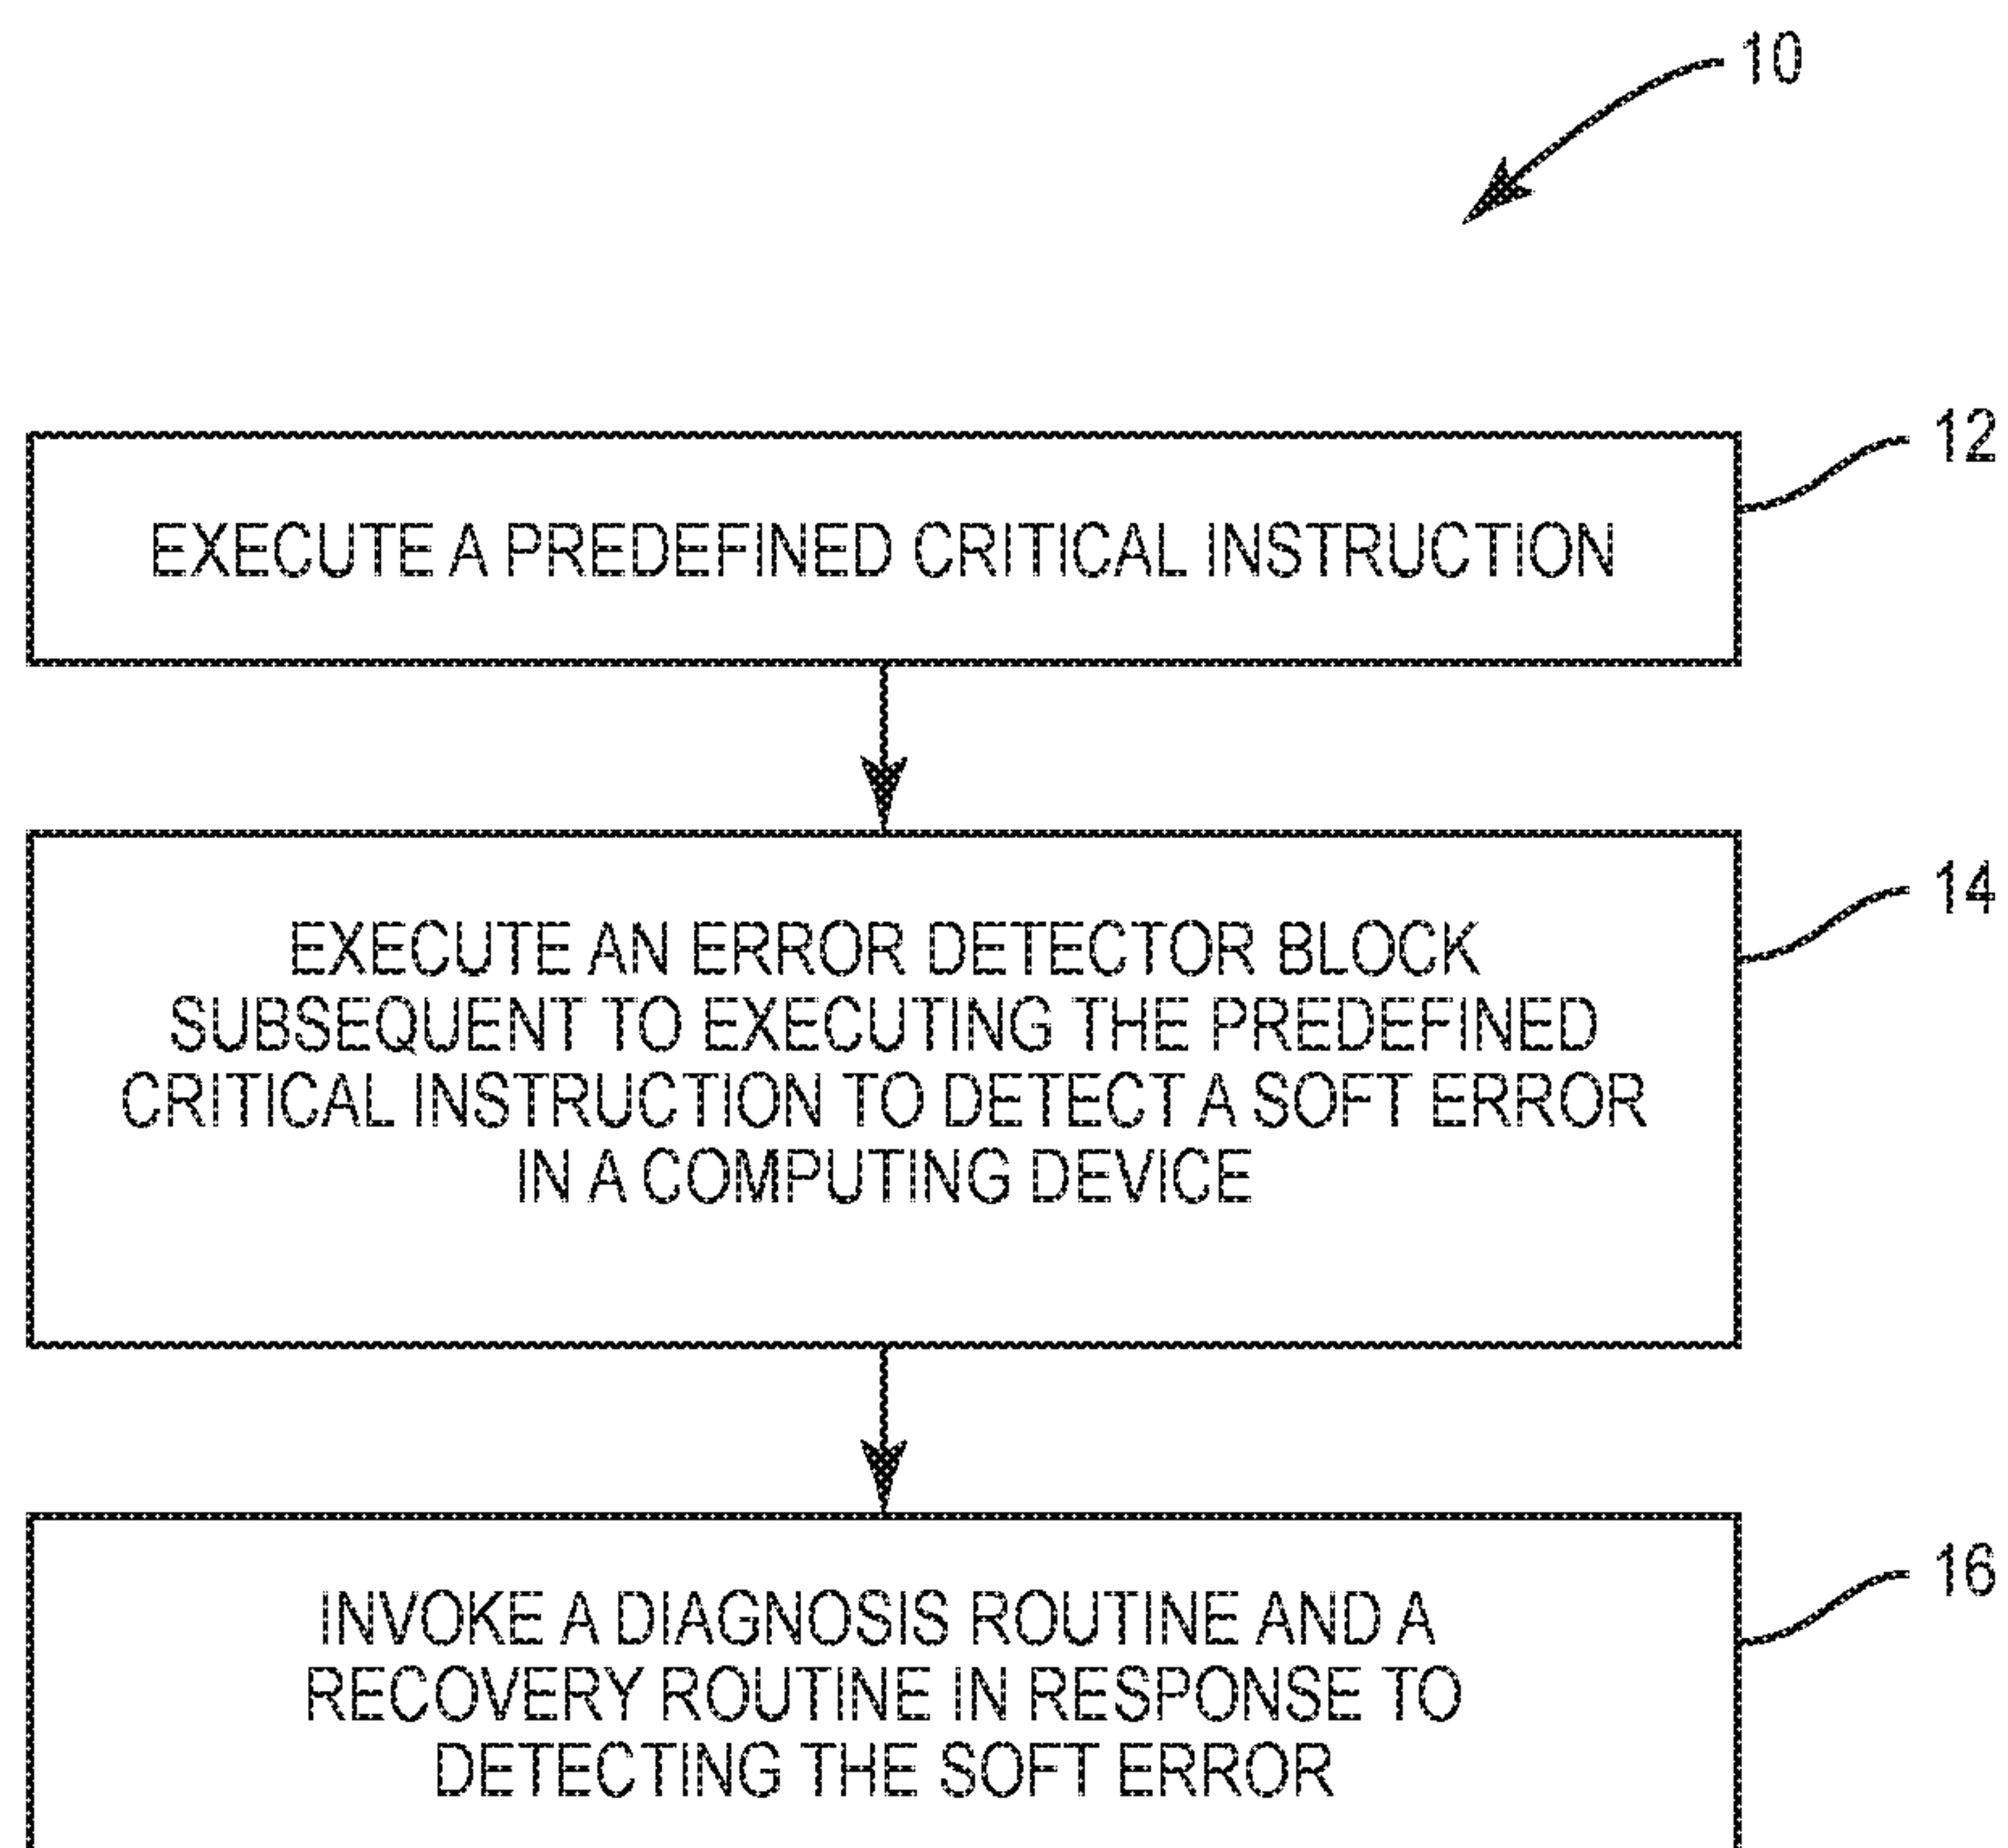 10
12
EXECUTE A PREDEFINED CRITICAL INSTRUCTION
14
EXECUTE AN ERROR DETECTOR BLOCK
SUBSEQUENT TO EXECUTING THE PREDEFINED
CRITICAL INSTRUCTION TO DETECT A SOFT ERROR
IN A COMPUTING DEVICE
16
INVOKE A DIAGNOSIS ROUTINE AND A
RECOVERY ROUTINE IN RESPONSE TO
DETECTING THE SOFT ERROR